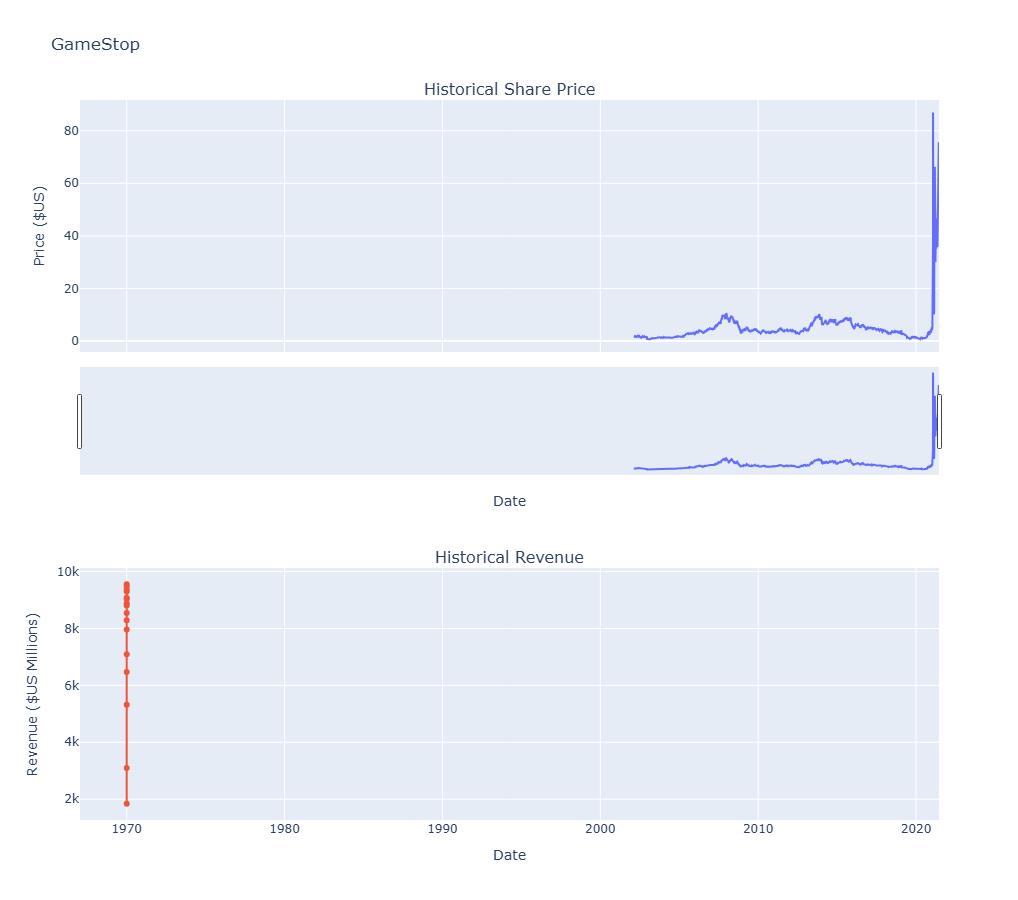 GameStop
Historical Share Price
Price ($US)
80
60
40
20
0
Date
Historical Revenue
Revenue ($US Millions)
10k
8k
6k
4k
2k
1970 1980 1990 2000 2010 2020
Date